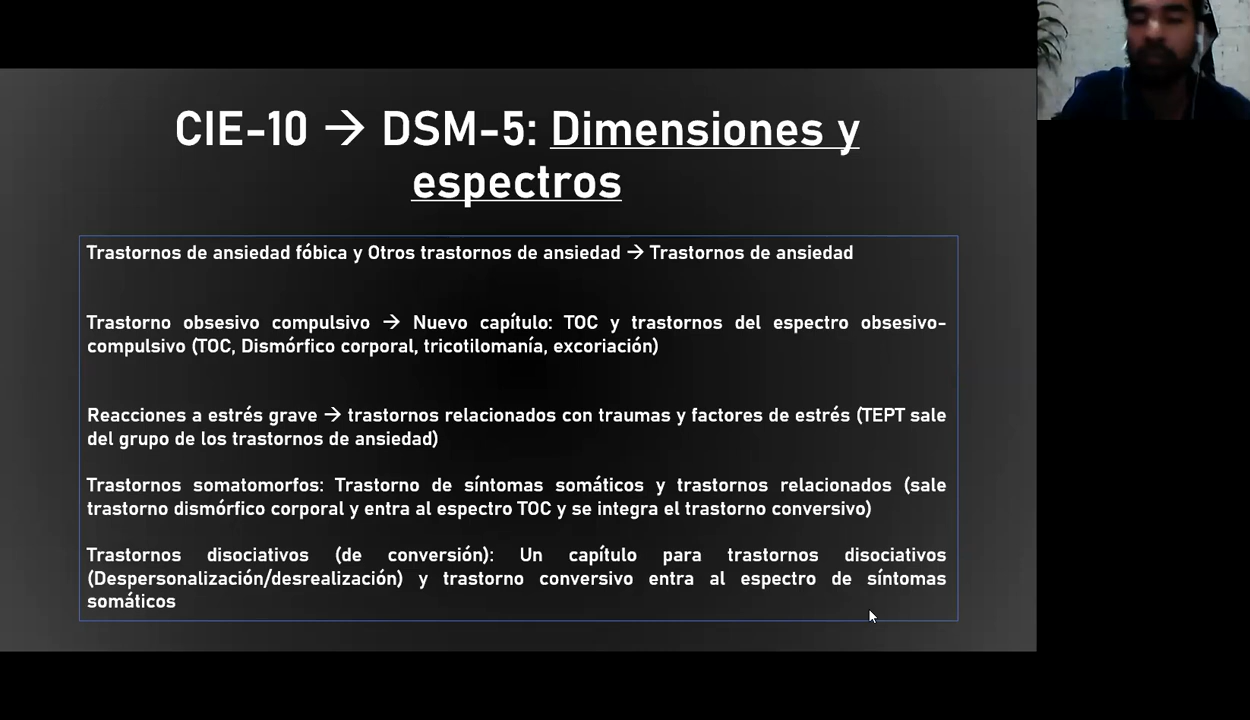 CIE-10 → DSM-5: Dimensiones y
espectros
Trastornos de ansiedad fóbica y Otros trastornos de ansiedad → Trastornos de ansiedad
Trastorno obsesivo compulsivo → Nuevo capítulo: TOC y trastornos del espectro obsesivo-
compulsivo (TOC, Dismórfico corporal, tricotilomanía, excoriación)
Reacciones a estrés grave → trastornos relacionados con traumas y factores de estrés (TEPT sale
del grupo de los trastornos de ansiedad)
Trastornos somatomorfos: Trastorno de síntomas somáticos y trastornos relacionados (sale
trastorno dismórfico corporal y entra al espectro TOC y se integra el trastorno conversivo)
Trastornos disociativos (de conversión): Un capítulo para trastornos disociativos
(Despersonalización/desrealización) y trastorno conversivo entra al espectro de síntomas
somáticos